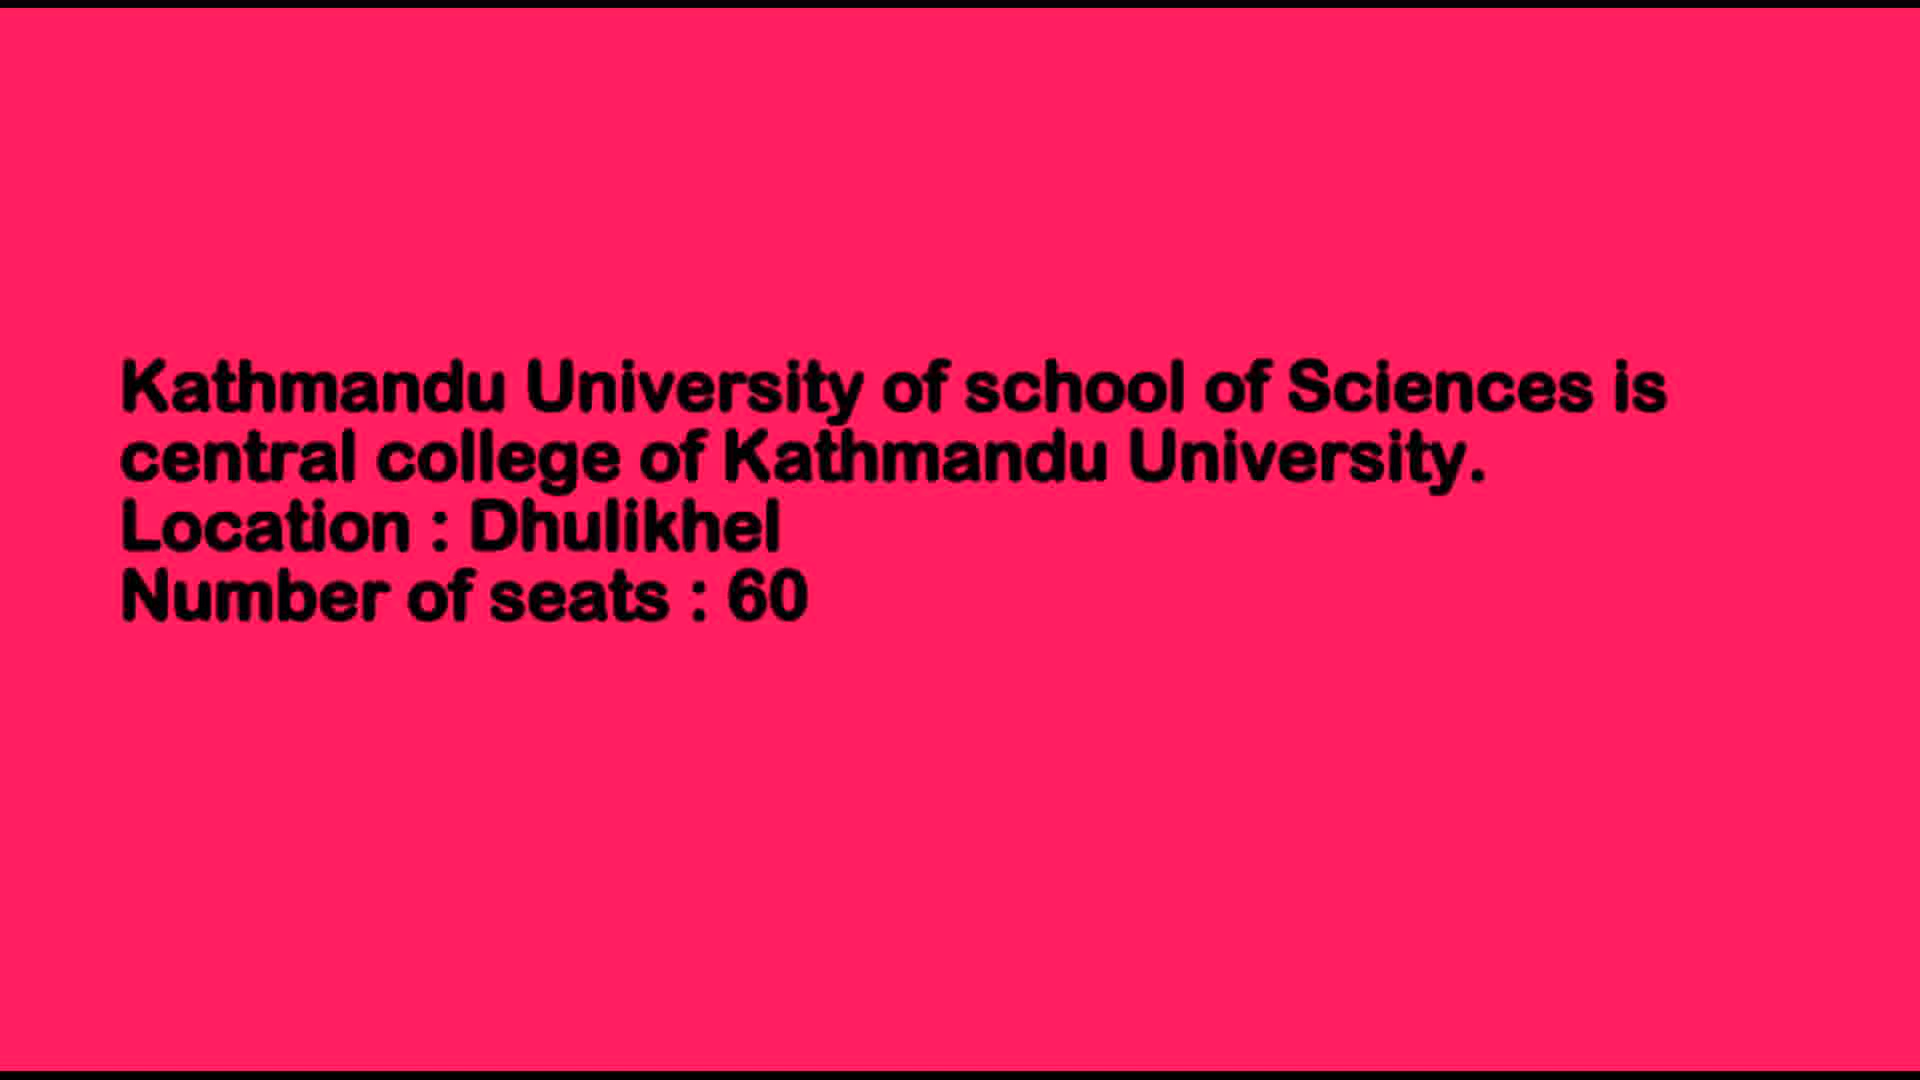 Kathmandu University of school of Sciences is
central college of Kathmandu University.
Location : Dhulikhel
Number of seats : 60